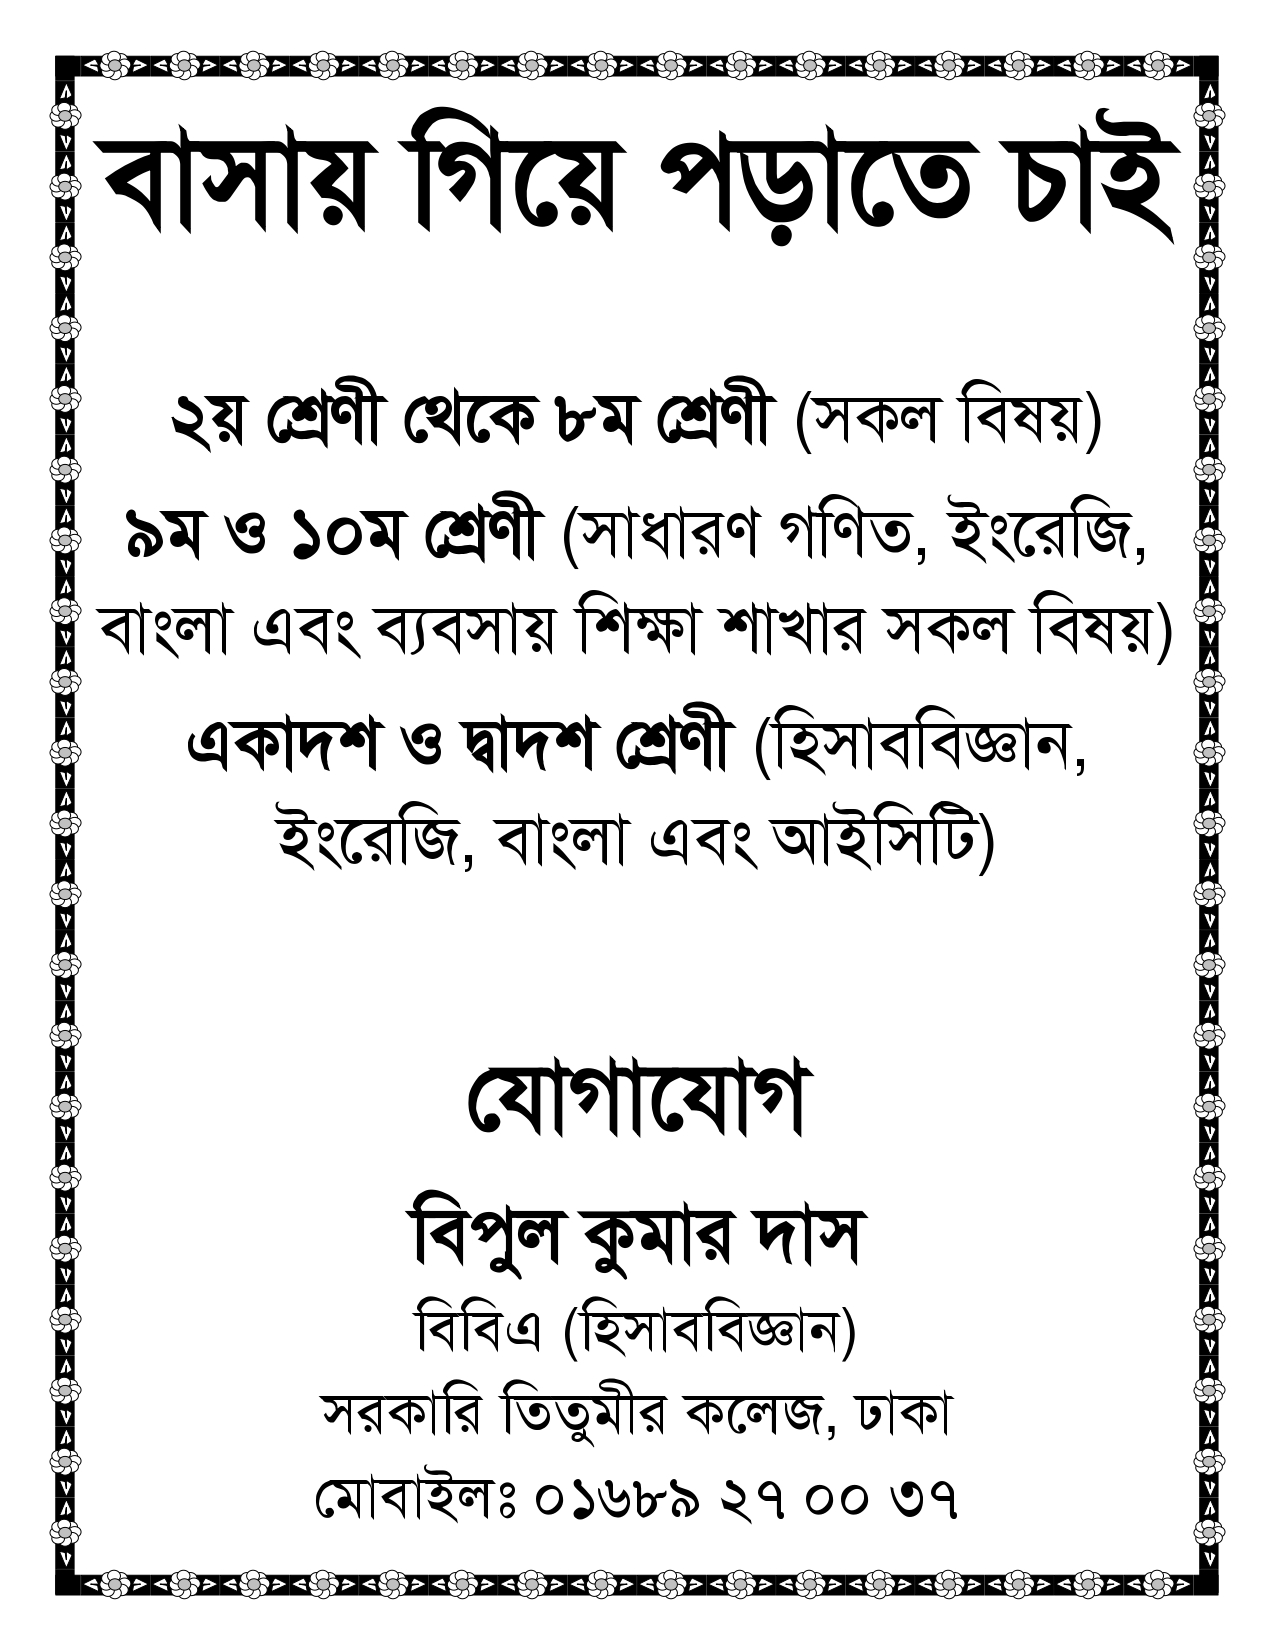 বাসায় গিয়ে পড়াতে চাই
২য় শ্রেণী থেকে ৮ম শ্রেণী (সকল বিষয়)
৯ম ও ১০ম শ্রেণী (সাধারণ গণিত, ইংরেজি,
বাংলা এবং ব্যবসায় শিক্ষা শাখার সকল বিষয়)
একাদশ ও দ্বাদশ শ্রেণী (হিসাববিজ্ঞান,
ইংরেজি, বাংলা এবং আইসিটি)
যোগাযোগ
বিপুল কুমার দাস
বিবিএ (হিসাববিজ্ঞান)
সরকারি তিতুমীর কলেজ, ঢাকা
মোবাইলঃ ০১৬৮৯ ২৭ ০০ ৩৭